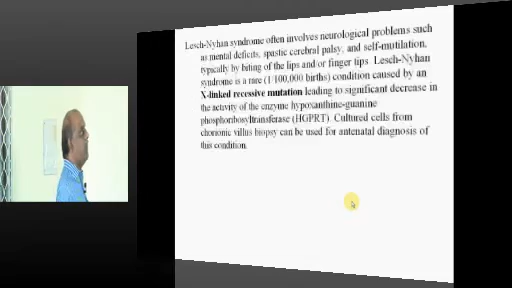 Lesch-Nyhan syndrome often involves neurological problems such
as mental deficits, spastic cerebral palsy, and self-mutilation,
typically by biting of the lips and/or finger tips. Lesch-Nyhan
syndrome is a rare (1/100,000 births) condition caused by an
X-linked recessive mutation leading to significant decrease in
the activity of the enzyme hypoxanthine-guanine
phosphoribosyltransferase (HGPRT). Cultured cells from
chorionic villus biopsy can be used for antenatal diagnosis of
this condition.